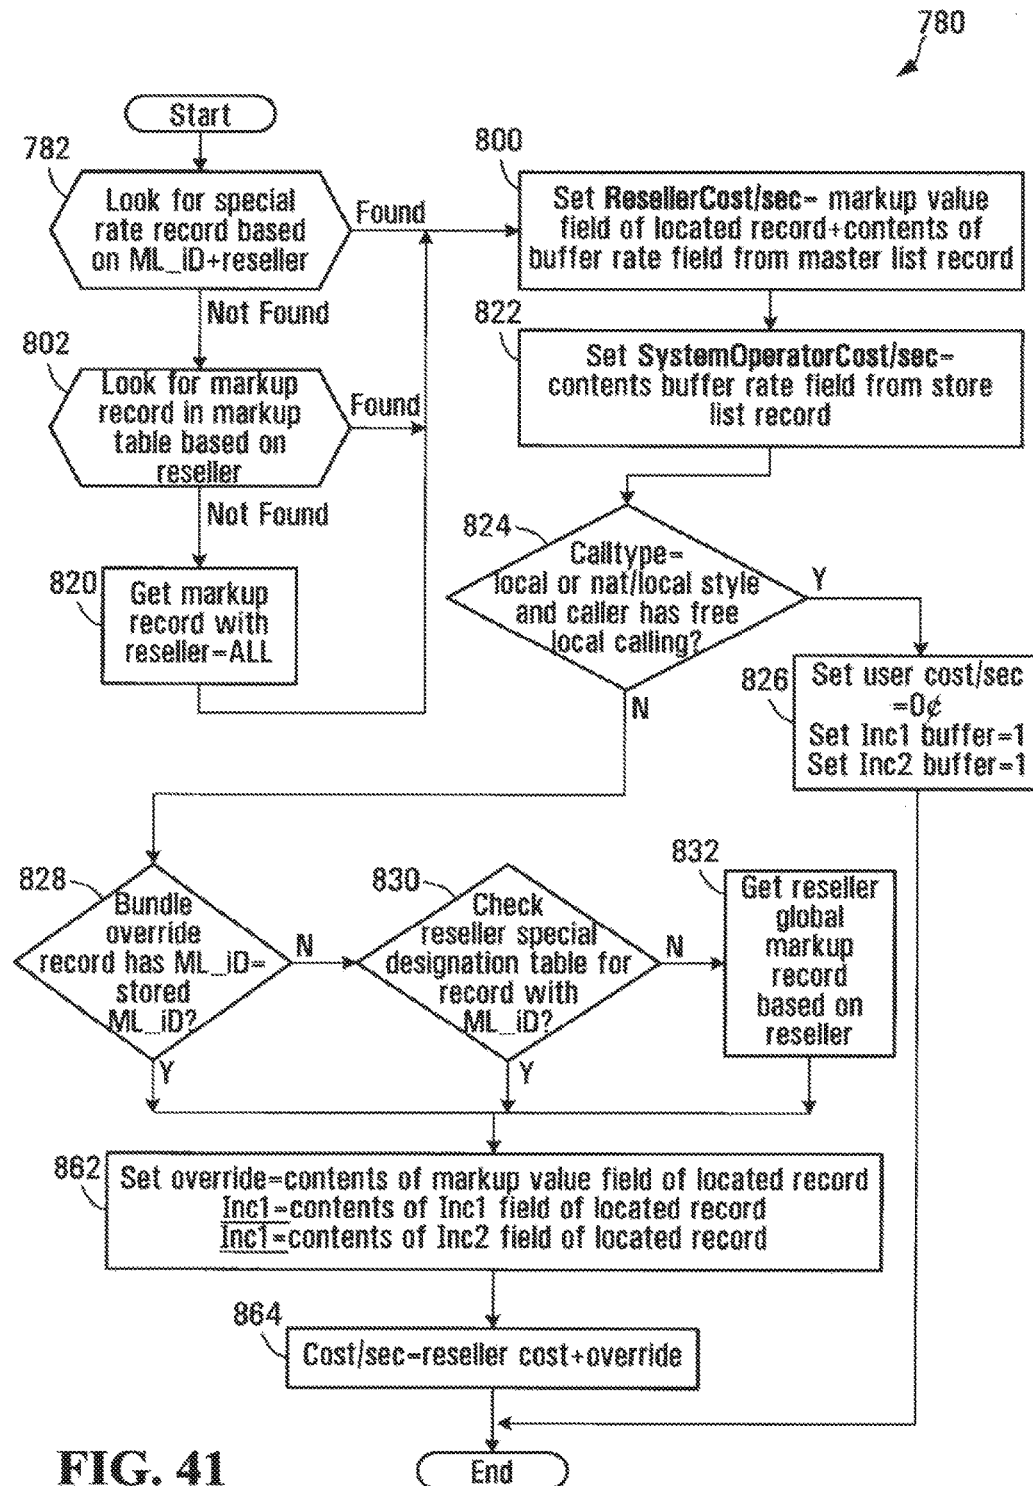 780
Start
782
Look for special
rate record based
on ML_iD+reseller
Found
Not Found
800
Set ResellerCost/sec= markup value
field of located record+contents of
buffer rate field from master list record
802
Look for markup
record in markup
table based on
reseller
Found
Not Found
822
Set SystemOperatorCost/sec=
contents buffer rate field from store
list record
820
Get markup
record with
reseller=ALL
824
Calltype=
local or nat/local style
and caller has free
local calling?
Y
N
826
Set user cost/sec
=0¢
Set Inc1 buffer=1
Set Inc2 buffer=1
828
Bundle
override
record has ML_iD=
stored
ML_iD?
N
Y
830
Check
reseller special
designation table for
record with
ML_iD?
N
Y
832
Get reseller
global
markup
record
based on
reseller
862
Set override=contents of markup value field of located record
Inc1=contents of Inc1 field of located record
Inc1=contents of Inc2 field of located record
864
Cost/sec=reseller cost+override
End
FIG. 41